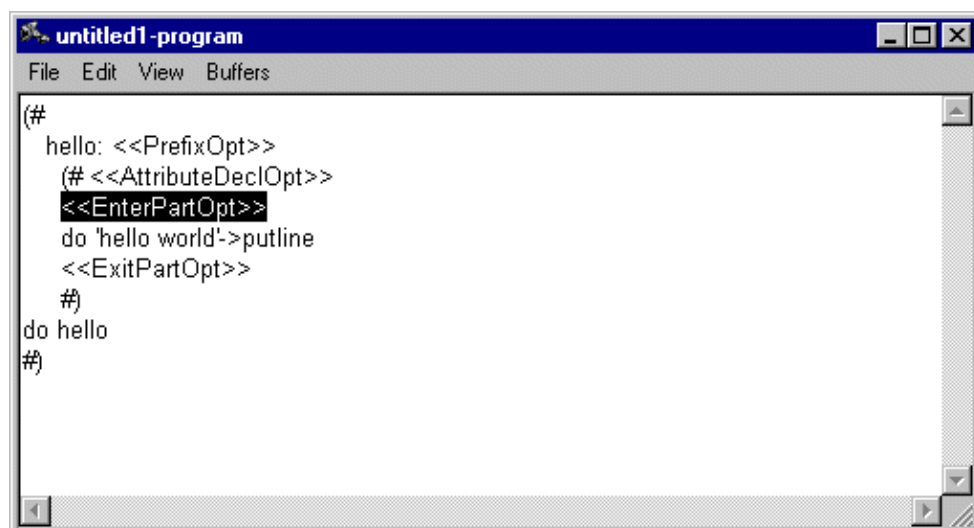 untitled1-program
File Edit View Buffers
(#
hello: <<PrefixOpt>>
(# <<AttributeDeclOpt>>
<<EnterPartOpt>>
do 'hello world'->putline
<<ExitPartOpt>>
#)
do hello
#)